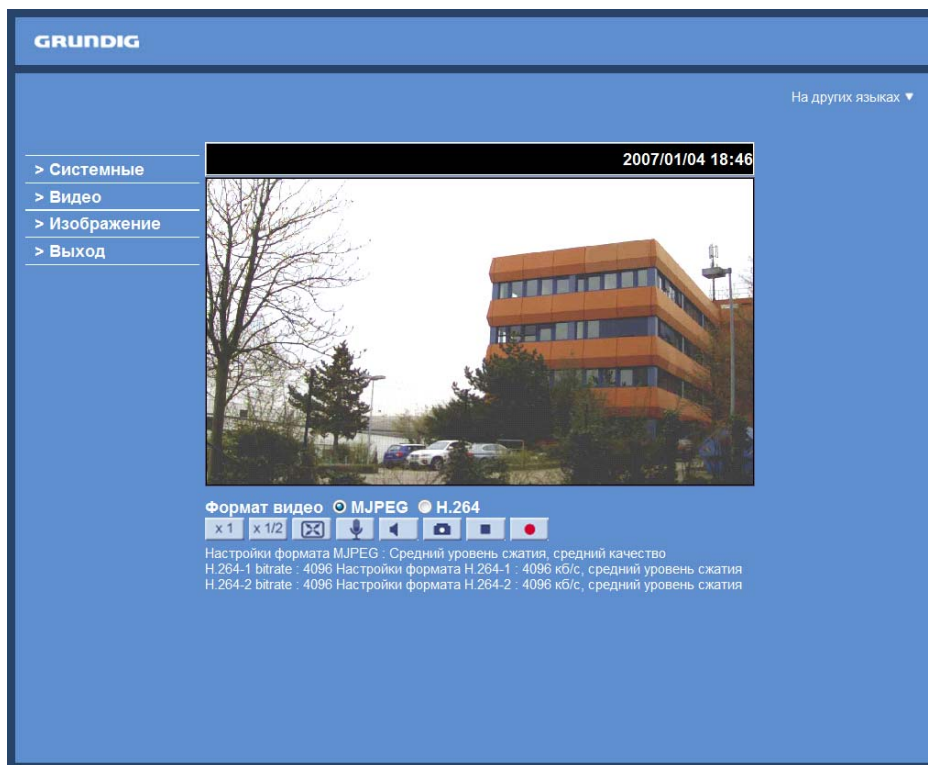 GRUNDIG
На других языках ▼
> Системные
> Видео
> Изображение
> Выход
2007/01/04 18:46
Формат видео MJPEG H.264
x 1 x 1/2
Настройки формата MJPEG : Средний уровень сжатия, средний качество
H.264-1 bitrate : 4096 Настройки формата H.264-1 : 4096 кб/с, средний уровень сжатия
H.264-2 bitrate : 4096 Настройки формата H.264-2 : 4096 кб/с, средний уровень сжатия